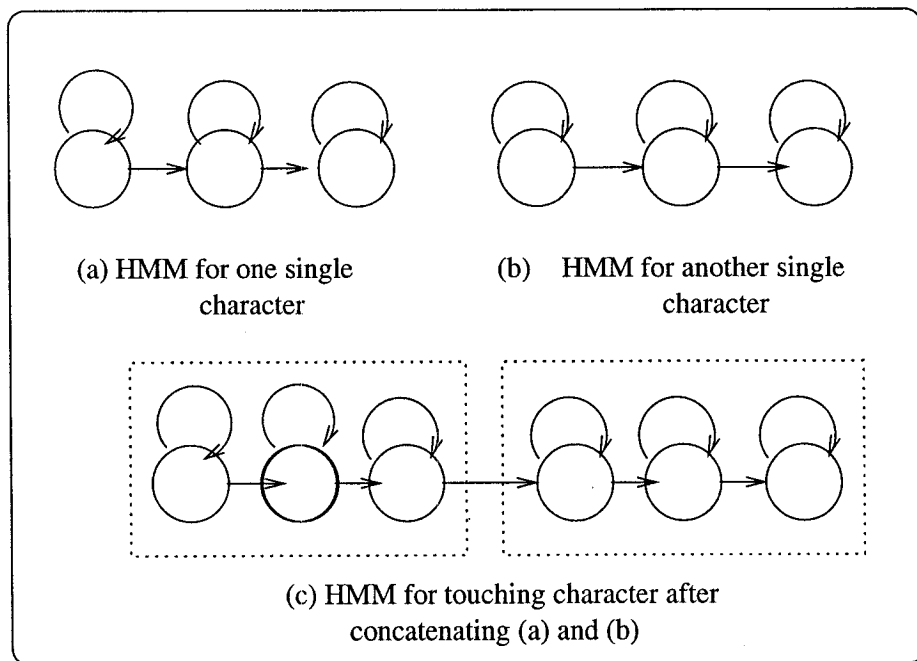 (a) HMM for one single
character
(b) HMM for another single
character
(c) HMM for touching character after
concatenating (a) and (b)